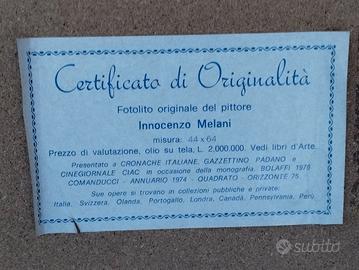 Certificato di Originalità
Fotolito originale del pittore
Innocenzo Melani
misura: 44 x 64
Prezzo di valutazione, olio su tela, L. 2.000.000. Vedi libri d'Arte.
Presentato a CRONACHE ITALIANE, GAZZETTINO PADANO e
CINEGIORNALE CIAC in occasione della monografia. BOLAFFI 1975
COMANDUCCI - ANNUARIO 1974 - QUADRATO - ORIZZONTE 75.
Sue opere si trovano in collezioni pubbliche e private:
Italia, Svizzera, Olanda, Portogallo, Londra, Canadà, Pennsylvania, Perù.
subito